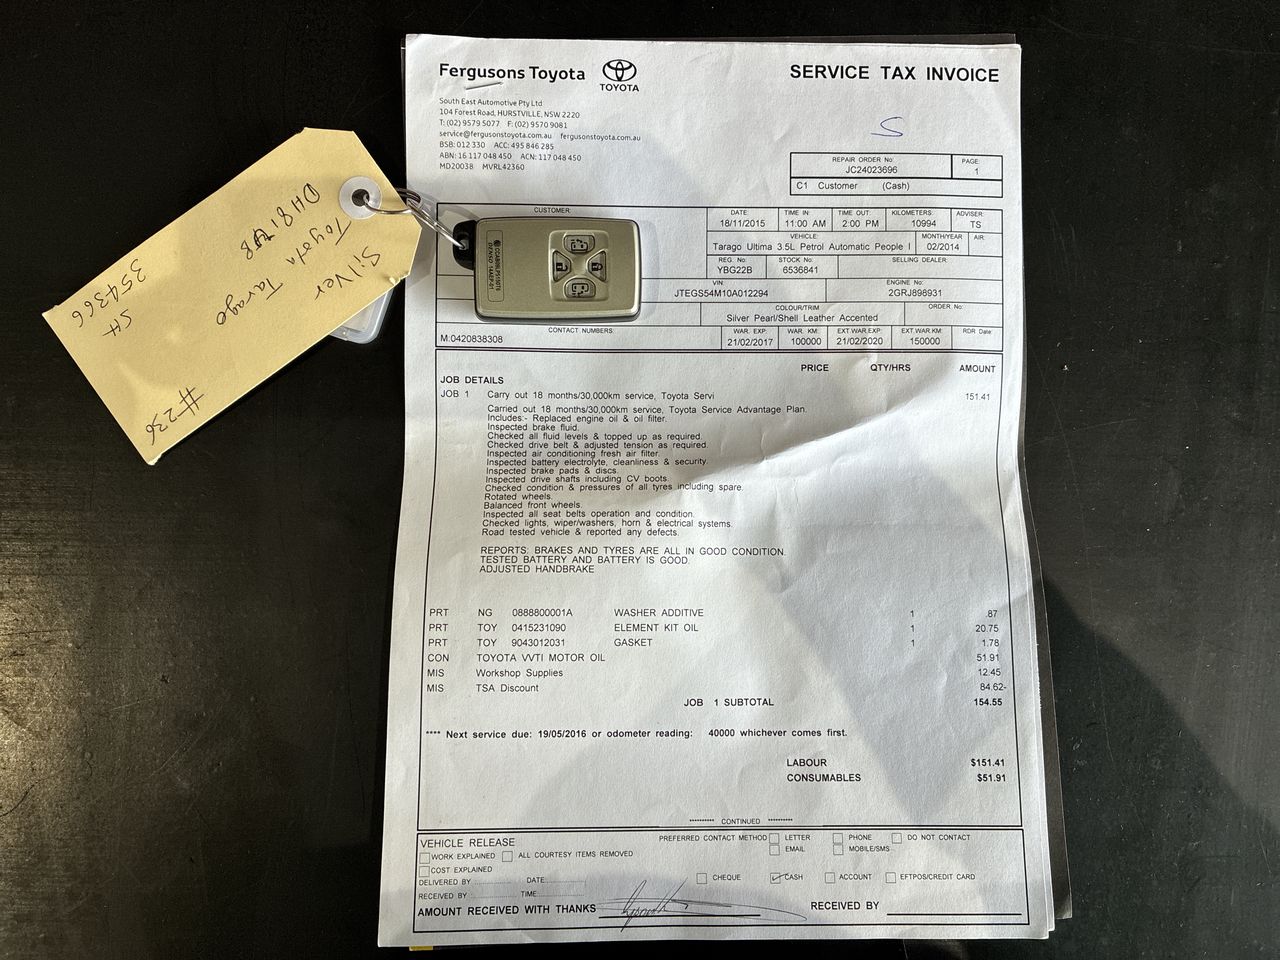 Fergusons Toyota
TOYOTA
SERVICE TAX INVOICE
South East Automotive Pty Ltd
104 Forest Road, HURSTVILLE, NSW 2220
T: (02) 9579 5077 F: (02) 9570 9081
service@fergusonstoyota.com.au fergusonstoyota.com.au
BSB: 012 330 ACC: 495 846 285
ABN: 16 117 048 450 ACN: 117 048 450
MD20038 MVRL42360
S
REPAIR ORDER No: PAGE:
JC24023696 1
C1 Customer (Cash)
CUSTOMER:
DATE: TIME IN: TIME OUT: KILOMETERS: ADVISER:
18/11/2015 11:00 AM 2:00 PM 10994 TS
VEHICLE: MONTH/YEAR AIR
Tarago Ultima 3.5L Petrol Automatic People I 02/2014
REG. No: STOCK No: SELLING DEALER:
YBG22B 6536841
VIN: ENGINE No:
JTEGS54M10A012294 2GRJ898931
COLOUR/TRIM ORDER. No:
Silver Pearl/Shell Leather Accented
CONTACT NUMBERS: WAR. EXP: WAR. KM: EXT.WAR.EXP: EXT.WAR.KM: RDR Date:
M:0420838308 21/02/2017 100000 21/02/2020 150000
PRICE QTY/HRS AMOUNT
JOB DETAILS
JOB 1 Carry out 18 months/30,000km service, Toyota Servi 151.41
Carried out 18 months/30,000km service, Toyota Service Advantage Plan.
Includes:- Replaced engine oil & oil filter.
Inspected brake fluid.
Checked all fluid levels & topped up as required.
Checked drive belt & adjusted tension as required.
Inspected air conditioning fresh air filter.
Inspected battery electrolyte, cleanliness & security.
Inspected brake pads & discs.
Inspected drive shafts including CV boots.
Checked condition & pressures of all tyres including spare.
Rotated wheels.
Balanced front wheels.
Inspected all seat belts operation and condition.
Checked lights, wiper/washers, horn & electrical systems.
Road tested vehicle & reported any defects.
REPORTS: BRAKES AND TYRES ARE ALL IN GOOD CONDITION.
TESTED BATTERY AND BATTERY IS GOOD.
ADJUSTED HANDBRAKE
PRT NG 0888800001A WASHER ADDITIVE 1 .87
PRT TOY 0415231090 ELEMENT KIT OIL 1 20.75
PRT TOY 9043012031 GASKET 1 1.78
CON TOYOTA VVTI MOTOR OIL 51.91
MIS Workshop Supplies 12.45
MIS TSA Discount 84.62-
JOB 1 SUBTOTAL 154.55
**** Next service due: 19/05/2016 or odometer reading: 40000 whichever comes first.
LABOUR $151.41
CONSUMABLES $51.91
********** CONTINUED **********
VEHICLE RELEASE
WORK EXPLAINED ALL COURTESY ITEMS REMOVED
COST EXPLAINED
DELIVERED BY DATE:
RECEIVED BY TIME:
PREFERRED CONTACT METHOD LETTER PHONE DO NOT CONTACT
EMAIL MOBILE/SMS
CHEQUE CASH ACCOUNT EFTPOS/CREDIT CARD
AMOUNT RECEIVED WITH THANKS RECEIVED BY
Toyota Tarago
Silver
354366 SH
#236